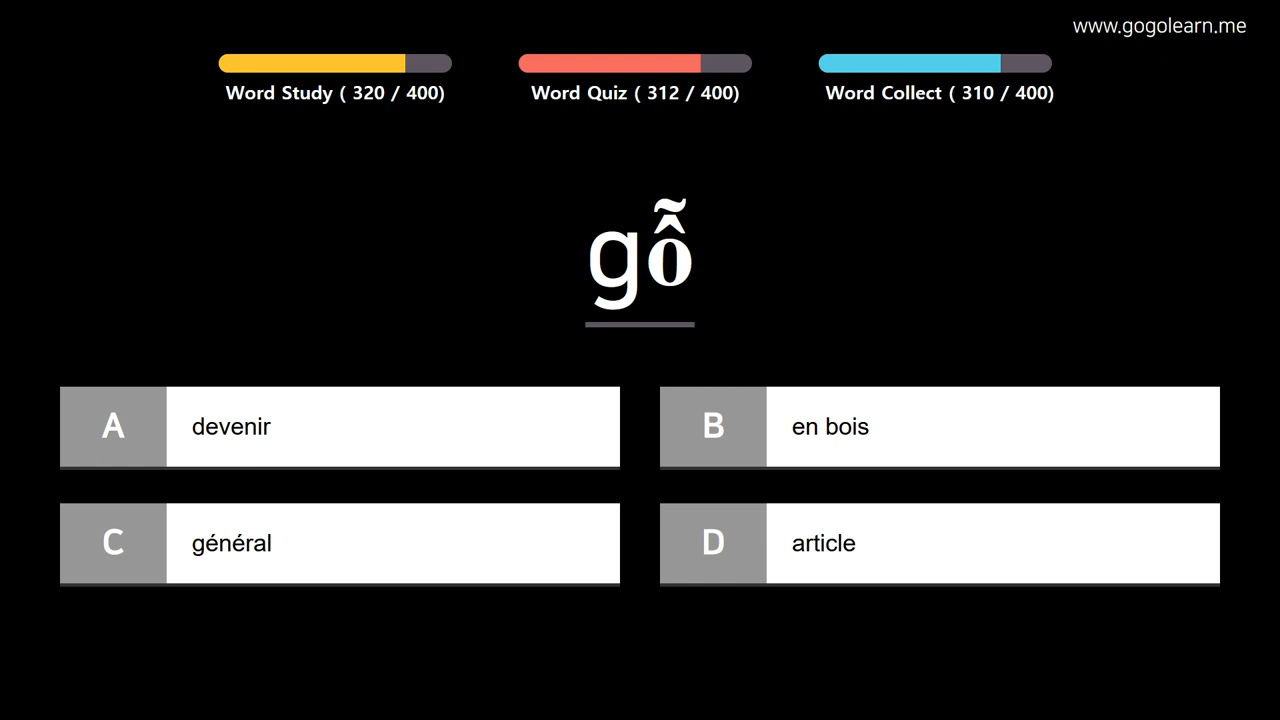 www.gogolearn.me
Word Study ( 320 / 400)
Word Quiz ( 312 / 400)
Word Collect ( 310 / 400)
gỗ
A devenir
B en bois
C général
D article